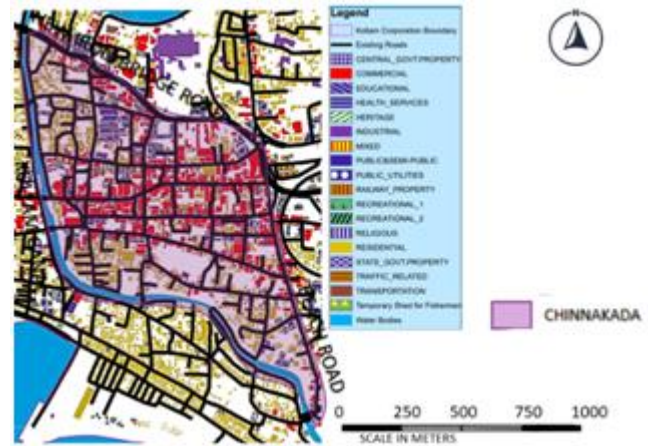 Legend
Kollam Corporation Boundary
Existing Roads
CENTRAL_GOVT.PROPERTY
COMMERCIAL
EDUCATIONAL
HEALTH_SERVICES
HERITAGE
INDUSTRIAL
MIXED
PUBLIC&SEMI-PUBLIC
PUBLIC_UTILITIES
RAILWAY_PROPERTY
RECREATIONAL_1
RECREATIONAL_2
RELIGIOUS
RESIDENTIAL
STATE_GOVT.PROPERTY
TRAFFIC_RELATED
TRANSPORTATION
Temporary Shed for Fishermen
Water Bodies
N
BRIDGE ROAD
ROAD
CHINNAKADA
0 250 500 750 1000
SCALE IN METERS